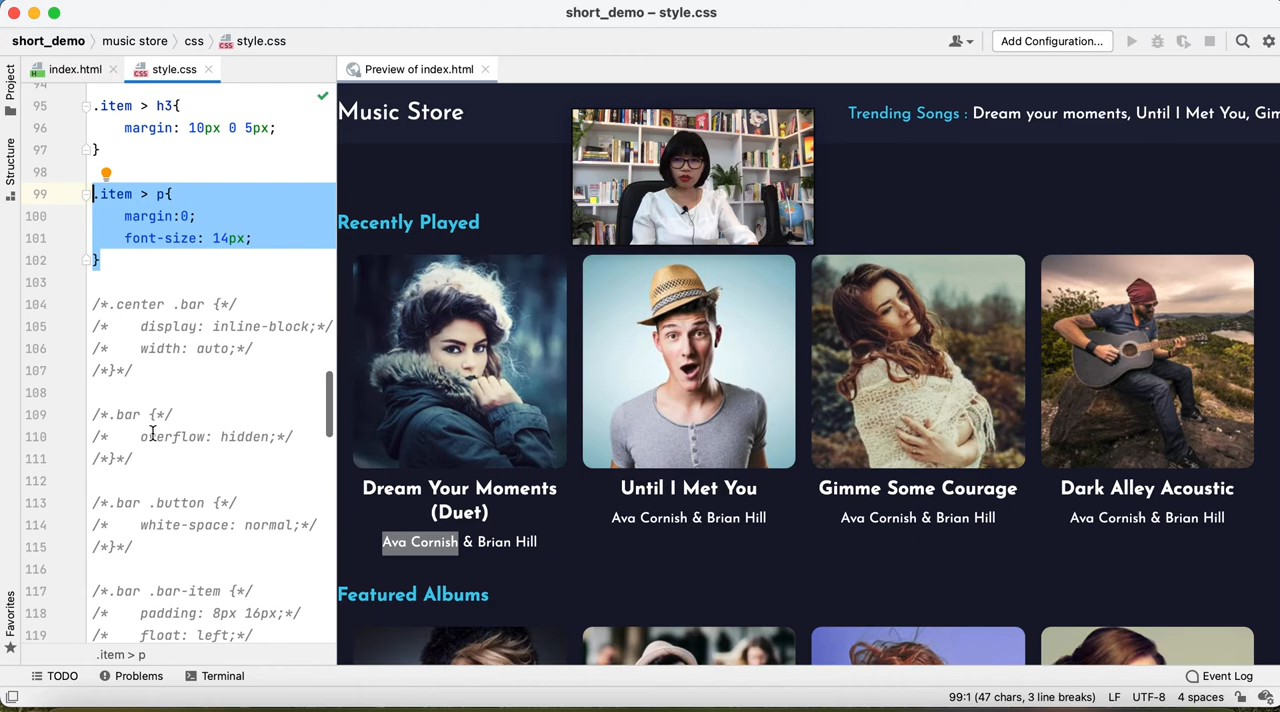 short_demo – style.css
short_demo music store css style.css Add Configuration...
Project
Structure
Favorites
index.html style.css Preview of index.html
95 .item > h3{
96 margin: 10px 0 5px;
97 }
98
99 .item > p{
100 margin:0;
101 font-size: 14px;
102 }
103
104 /*.center .bar {*/
105 /* display: inline-block;*/
106 /* width: auto;*/
107 /*}*/
108
109 /*.bar {*/
110 /* overflow: hidden;*/
111 /*}*/
112
113 /*.bar .button {*/
114 /* white-space: normal;*/
115 /*}*/
116
117 /*.bar .bar-item {*/
118 /* padding: 8px 16px;*/
119 /* float: left;*/
.item > p
Music Store
Trending Songs : Dream your moments, Until I Met You, Gim
Recently Played
Dream Your Moments
(Duet)
Ava Cornish & Brian Hill
Until I Met You
Ava Cornish & Brian Hill
Gimme Some Courage
Ava Cornish & Brian Hill
Dark Alley Acoustic
Ava Cornish & Brian Hill
Featured Albums
TODO Problems Terminal Event Log
99:1 (47 chars, 3 line breaks) LF UTF-8 4 spaces